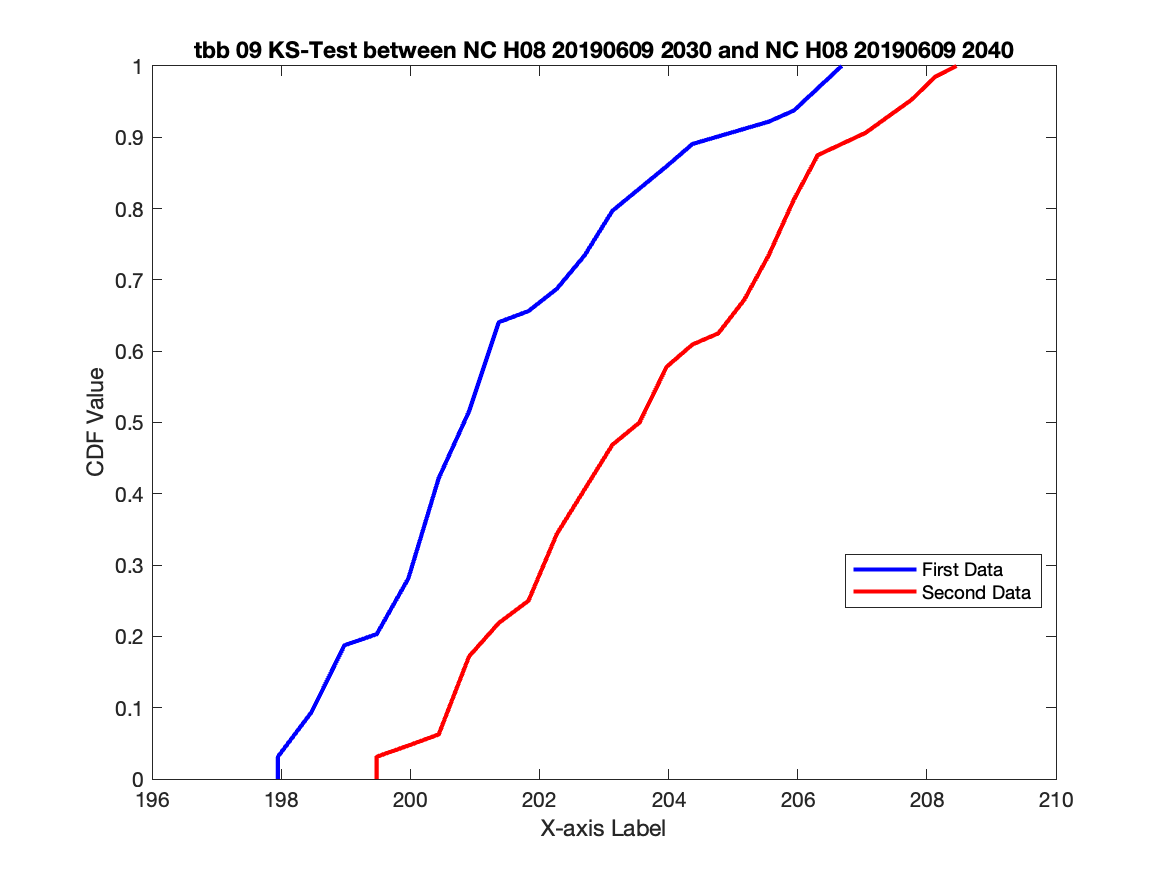 tbb 09 KS-Test between NC H08 20190609 2030 and NC H08 20190609 2040
1
0.9
0.8
0.7
0.6
0.5
0.4
0.3
0.2
0.1
0
CDF Value
First Data
Second Data
196 198 200 202 204 206 208 210
X-axis Label